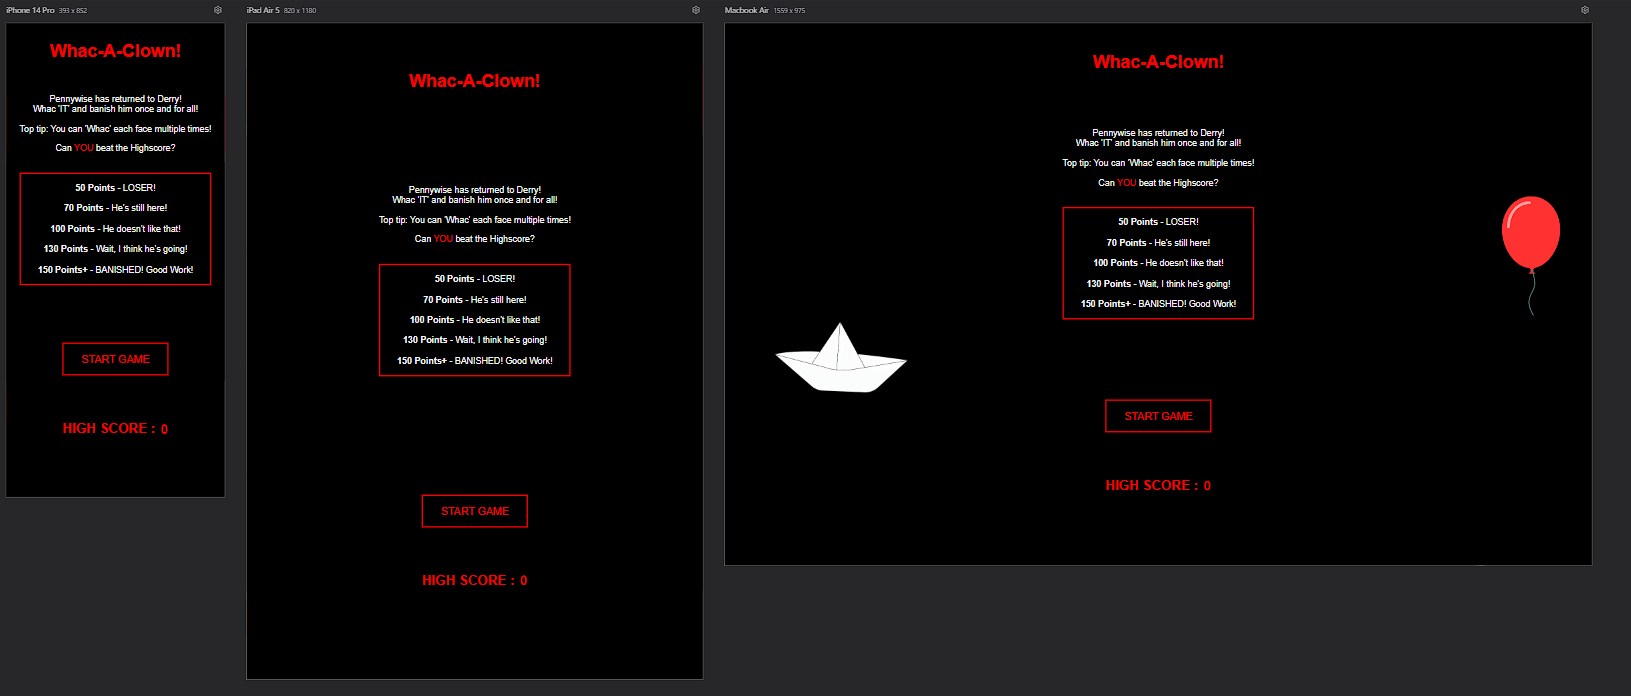 iPhone 14 Pro 393 x 852
Whac-A-Clown!
Pennywise has returned to Derry!
Whac 'IT' and banish him once and for all!
Top tip: You can 'Whac' each face multiple times!
Can YOU beat the Highscore?
50 Points - LOSER!
70 Points - He's still here!
100 Points - He doesn't like that!
130 Points - Wait, I think he's going!
150 Points+ - BANISHED! Good Work!
START GAME
HIGH SCORE : 0
iPad Air 5 820 x 1180
Whac-A-Clown!
Pennywise has returned to Derry!
Whac 'IT' and banish him once and for all!
Top tip: You can 'Whac' each face multiple times!
Can YOU beat the Highscore?
50 Points - LOSER!
70 Points - He's still here!
100 Points - He doesn't like that!
130 Points - Wait, I think he's going!
150 Points+ - BANISHED! Good Work!
START GAME
HIGH SCORE : 0
Macbook Air 1559 x 975
Whac-A-Clown!
Pennywise has returned to Derry!
Whac 'IT' and banish him once and for all!
Top tip: You can 'Whac' each face multiple times!
Can YOU beat the Highscore?
50 Points - LOSER!
70 Points - He's still here!
100 Points - He doesn't like that!
130 Points - Wait, I think he's going!
150 Points+ - BANISHED! Good Work!
START GAME
HIGH SCORE : 0